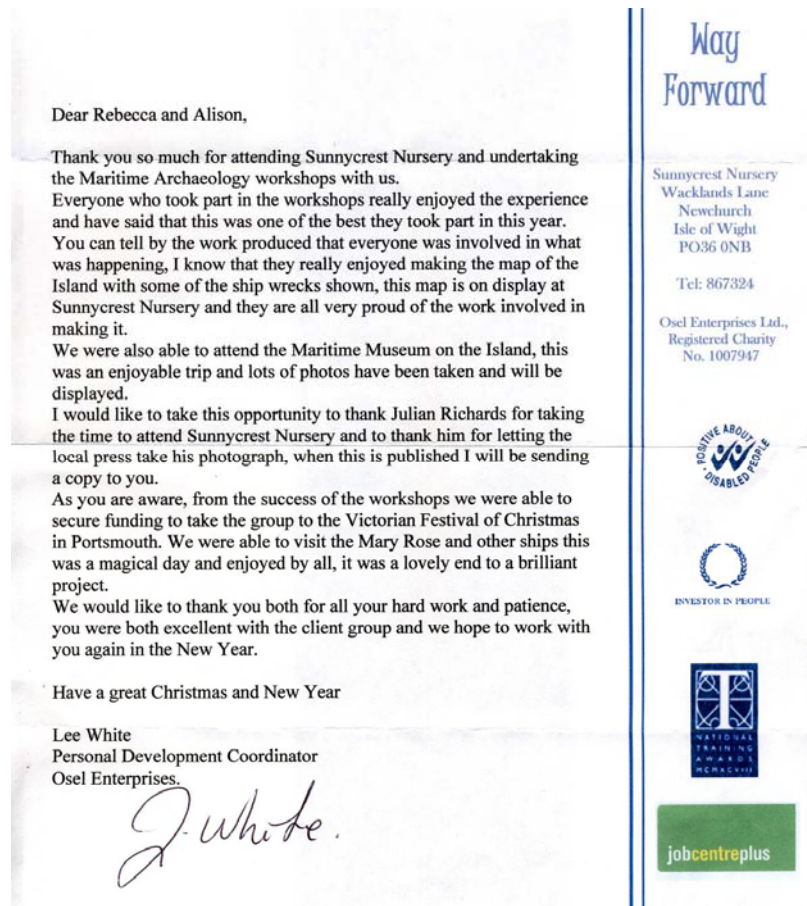 Dear Rebecca and Alison,
Thank you so much for attending Sunnycrest Nursery and undertaking
the Maritime Archaeology workshops with us.
Everyone who took part in the workshops really enjoyed the experience
and have said that this was one of the best they took part in this year.
You can tell by the work produced that everyone was involved in what
was happening, I know that they really enjoyed making the map of the
Island with some of the ship wrecks shown, this map is on display at
Sunnycrest Nursery and they are all very proud of the work involved in
making it.
We were also able to attend the Maritime Museum on the Island, this
was an enjoyable trip and lots of photos have been taken and will be
displayed.
I would like to take this opportunity to thank Julian Richards for taking
the time to attend Sunnycrest Nursery and to thank him for letting the
local press take his photograph, when this is published I will be sending
a copy to you.
As you are aware, from the success of the workshops we were able to
secure funding to take the group to the Victorian Festival of Christmas
in Portsmouth. We were able to visit the Mary Rose and other ships this
was a magical day and enjoyed by all, it was a lovely end to a brilliant
project.
We would like to thank you both for all your hard work and patience,
you were both excellent with the client group and we hope to work with
you again in the New Year.
Have a great Christmas and New Year
Lee White
Personal Development Coordinator
Osel Enterprises.
J. White.
Way
Forward
Sunnycrest Nursery
Wacklands Lane
Newchurch
Isle of Wight
PO36 0NB
Tel: 867324
Osel Enterprises Ltd.,
Registered Charity
No. 1007947
POSITIVE ABOUT
DISABLED PEOPLE
INVESTOR IN PEOPLE
T
NATIONAL
TRAINING
AWARDS
MCMXCVIII
jobcentreplus